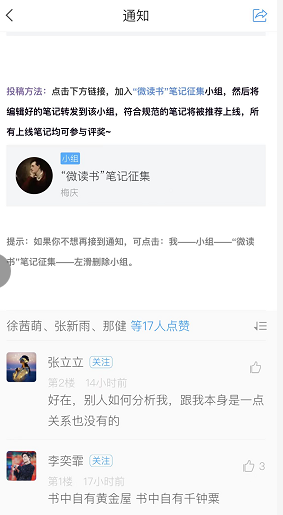 通知
投稿方法：点击下方链接，加入“微读书”笔记征集小组，然后将
编辑好的笔记转发到该小组，符合规范的笔记将被推荐上线，所
有上线笔记均可参与评奖~
小组
“微读书”笔记征集
梅庆
提示：如果你不想再接到通知，可点击：我——小组——“微读
书”笔记征集——左滑删除小组。
徐茜萌、张新雨、那健 等17人点赞
张立立 关注
第2楼 14小时前
好在，别人如何分析我，跟我本身是一点
关系也没有的
李奕霏 关注
3
第1楼 17小时前
书中自有黄金屋 书中自有千钟粟